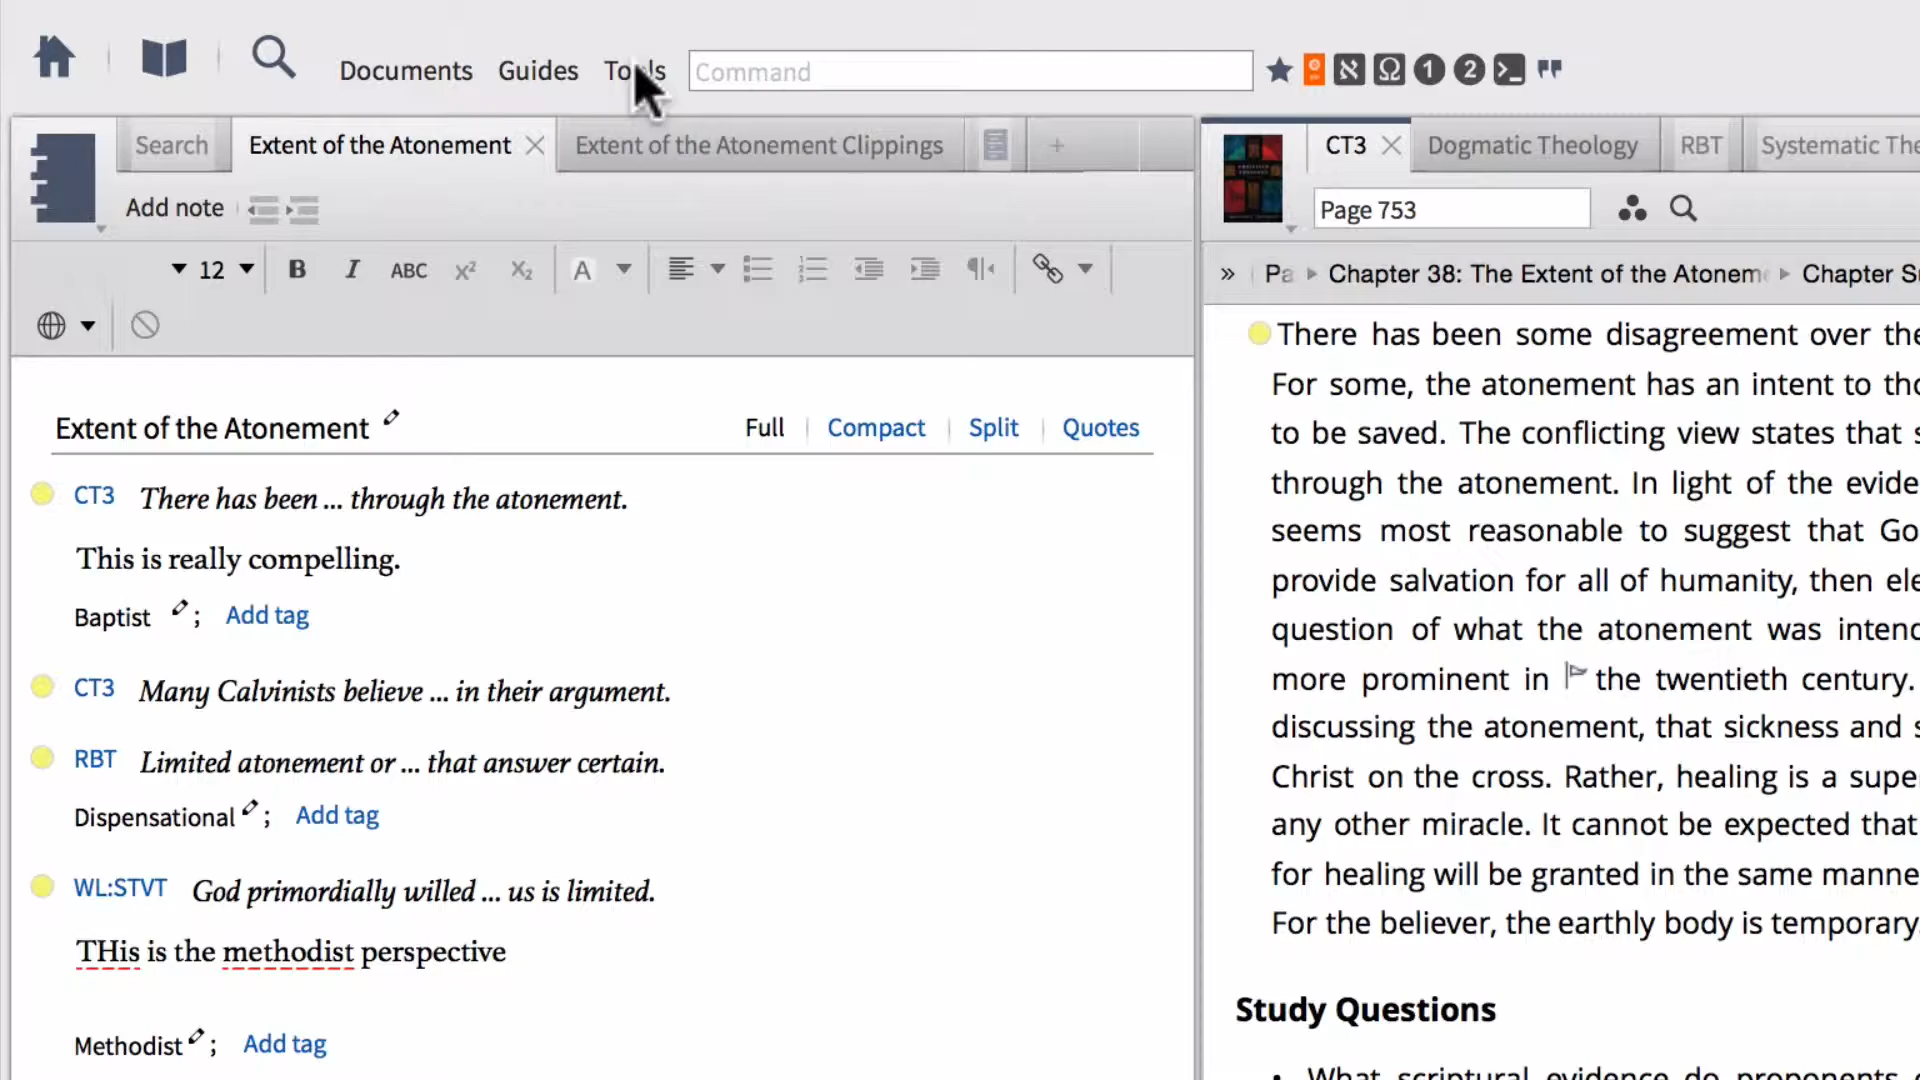 Documents Guides Tools Command
1 2 >_
Search Extent of the Atonement Extent of the Atonement Clippings
Add note
12 B I ABC X² X₂ A
Extent of the Atonement Full Compact Split Quotes
CT3 There has been ... through the atonement.
This is really compelling.
Baptist ; Add tag
CT3 Many Calvinists believe ... in their argument.
RBT Limited atonement or ... that answer certain.
Dispensational ; Add tag
WL:STVT God primordially willed ... us is limited.
THis is the methodist perspective
Methodist ; Add tag
CT3 Dogmatic Theology RBT Systematic The
Page 753
» Pa Chapter 38: The Extent of the Atonem Chapter S
There has been some disagreement over the
For some, the atonement has an intent to tho
to be saved. The conflicting view states that s
through the atonement. In light of the evide
seems most reasonable to suggest that Go
provide salvation for all of humanity, then ele
question of what the atonement was intend
more prominent in the twentieth century.
discussing the atonement, that sickness and s
Christ on the cross. Rather, healing is a supe
any other miracle. It cannot be expected that
for healing will be granted in the same manne
For the believer, the earthly body is temporary
Study Questions
• What scriptural evidence do proponents